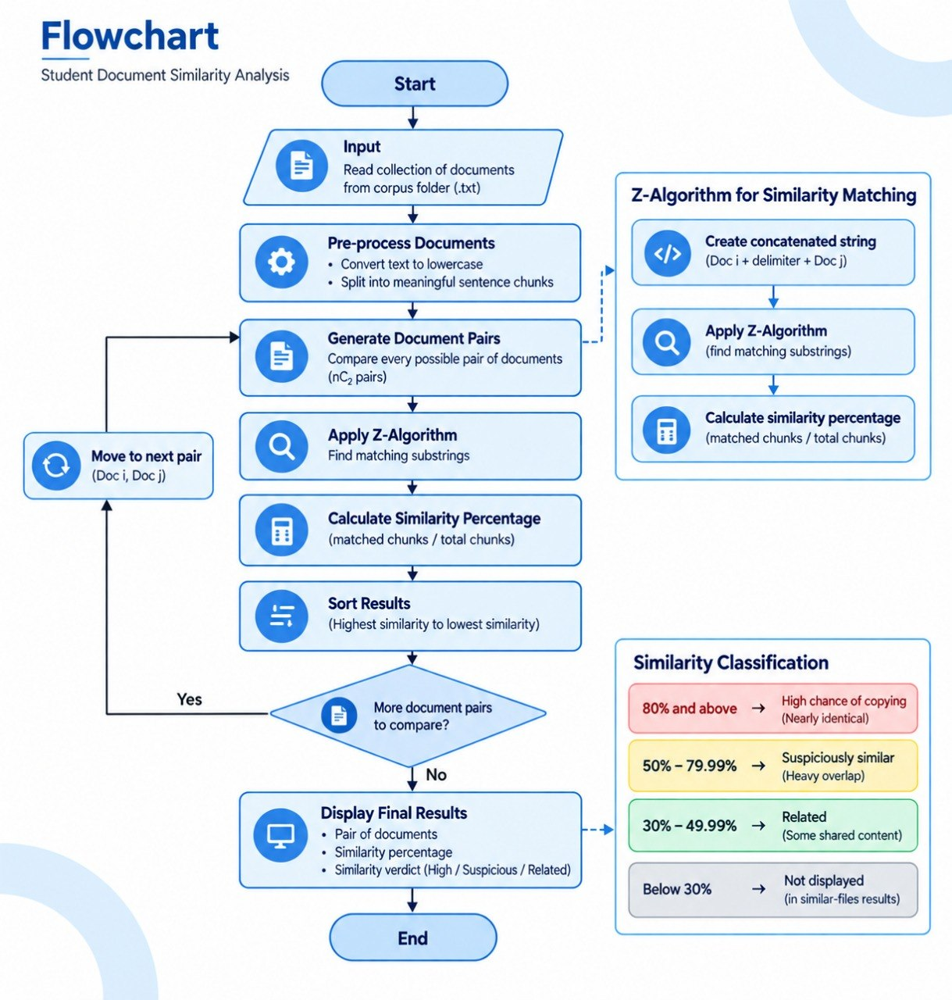 Flowchart
Student Document Similarity Analysis
Start
Input
Read collection of documents
from corpus folder (.txt)
Pre-process Documents
• Convert text to lowercase
• Split into meaningful sentence chunks
Generate Document Pairs
Compare every possible pair of documents
(nC₂ pairs)
Apply Z-Algorithm
Find matching substrings
Calculate Similarity Percentage
(matched chunks / total chunks)
Sort Results
(Highest similarity to lowest similarity)
More document pairs
to compare?
Yes
Move to next pair
(Doc i, Doc j)
No
Display Final Results
• Pair of documents
• Similarity percentage
• Similarity verdict (High / Suspicious / Related)
End
Z-Algorithm for Similarity Matching
Create concatenated string
(Doc i + delimiter + Doc j)
Apply Z-Algorithm
(find matching substrings)
Calculate similarity percentage
(matched chunks / total chunks)
Similarity Classification
80% and above → High chance of copying
(Nearly identical)
50% – 79.99% → Suspiciously similar
(Heavy overlap)
30% – 49.99% → Related
(Some shared content)
Below 30% → Not displayed
(in similar-files results)